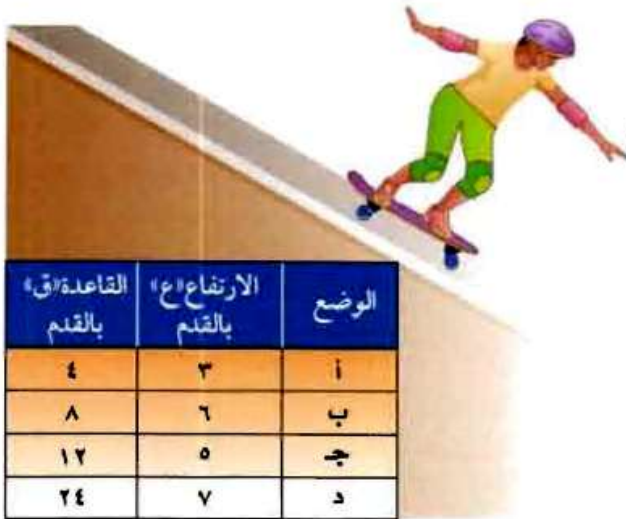 الوضع الارتفاع «ع» بالقدم القاعدة «ق» بالقدم
أ ٣ ٤
ب ٦ ٨
جـ ٥ ١٢
د ٧ ٢٤